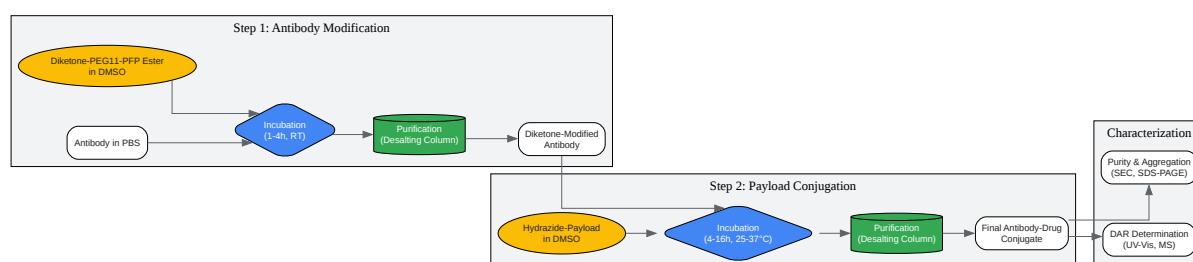 Step 1: Antibody Modification
Diketone-PEG11-PFP Ester
in DMSO
Antibody in PBS
Incubation
(1-4h, RT)
Purification
(Desalting Column)
Diketone-Modified
Antibody
Step 2: Payload Conjugation
Hydrazide-Payload
in DMSO
Incubation
(4-16h, 25-37°C)
Purification
(Desalting Column)
Final Antibody-Drug
Conjugate
Characterization
Purity & Aggregation
(SEC, SDS-PAGE)
DAR Determination
(UV-Vis, MS)